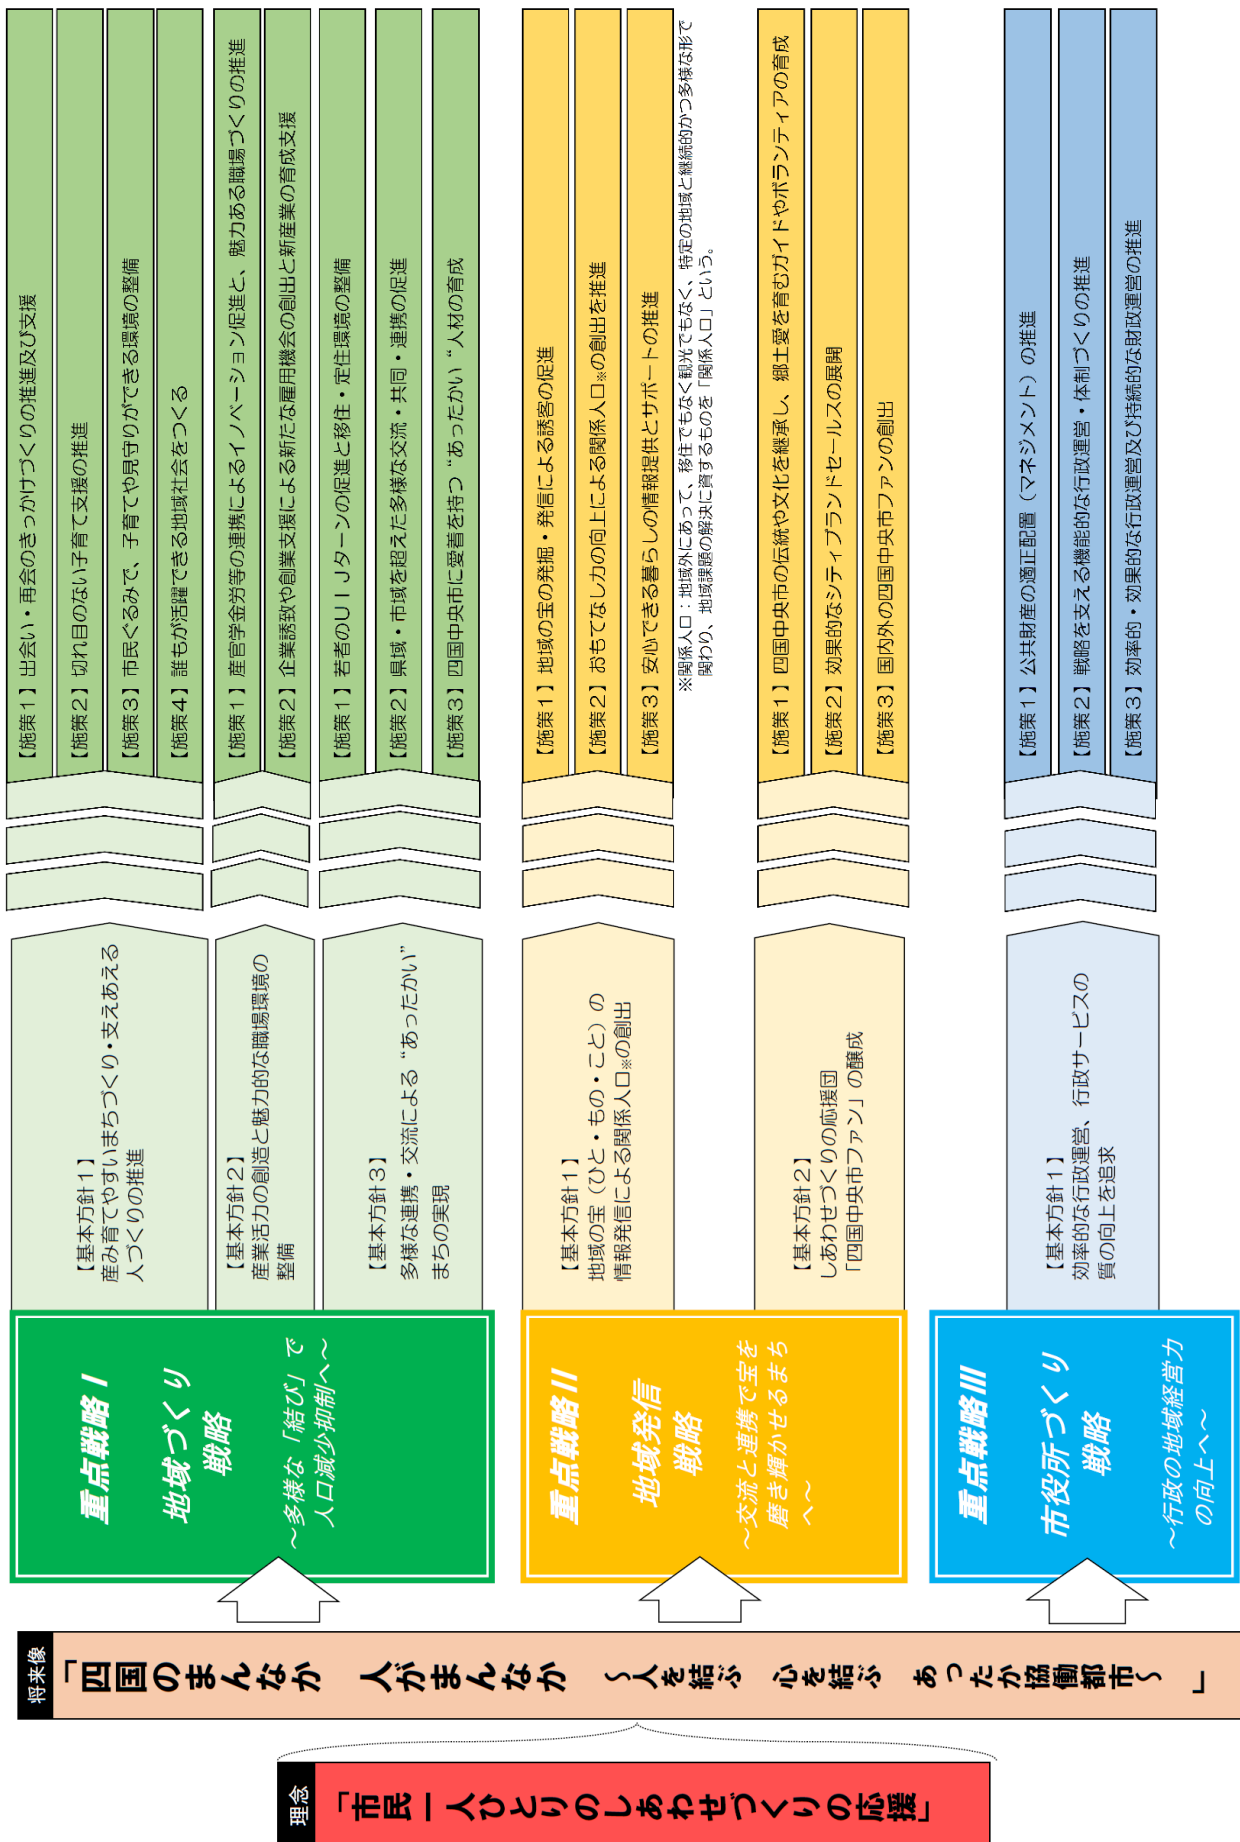 理念
「市民一人ひとりのしあわせづくりの応援」
将来像
「四国のまんなか 人がまんなか ～人を結ぶ 心を結ぶ あったか協働都市～ 」
重点戦略Ⅰ
地域づくり
戦略
～多様な「結び」で
人口減少抑制へ～
【基本方針１】
産み育てやすいまちづくり・支えあえる
人づくりの推進
【施策１】出会い・再会のきっかけづくりの推進及び支援
【施策２】切れ目のない子育て支援の推進
【施策３】市民ぐるみで、子育てや見守りができる環境の整備
【施策４】誰もが活躍できる地域社会をつくる
【基本方針２】
産業活力の創造と魅力的な職場環境の
整備
【施策１】産官学金労等の連携によるイノベーション促進と、魅力ある職場づくりの推進
【施策２】企業誘致や創業支援による新たな雇用機会の創出と新産業の育成支援
【基本方針３】
多様な連携・交流による“あったかい”
まちの実現
【施策１】若者のＵＩＪターンの促進と移住・定住環境の整備
【施策２】県域・市域を超えた多様な交流・共同・連携の促進
【施策３】四国中央市に愛着を持つ“あったかい“人材の育成
重点戦略Ⅱ
地域発信
戦略
～交流と連携で宝を
磨き輝かせるまち
へ～
【基本方針１】
地域の宝（ひと・もの・こと）の
情報発信による関係人口※の創出
【施策１】地域の宝の発掘・発信による誘客の促進
【施策２】おもてなし力の向上による関係人口※の創出を推進
【施策３】安心できる暮らしの情報提供とサポートの推進
※関係人口：地域外にあって、移住でもなく観光でもなく、特定の地域と継続的かつ多様な形で
関わり、地域課題の解決に資するものを「関係人口」という。
【基本方針２】
しあわせづくりの応援団
「四国中央市ファン」の醸成
【施策１】四国中央市の伝統や文化を継承し、郷土愛を育むガイドやボランティアの育成
【施策２】効果的なシティブランドセールスの展開
【施策３】国内外の四国中央市ファンの創出
重点戦略Ⅲ
市役所づくり
戦略
～行政の地域経営力
の向上へ～
【基本方針１】
効率的な行政運営、行政サービスの
質の向上を追求
【施策１】公共財産の適正配置（マネジメント）の推進
【施策２】戦略を支える機能的な行政運営・体制づくりの推進
【施策３】効率的・効果的な行政運営及び持続的な財政運営の推進